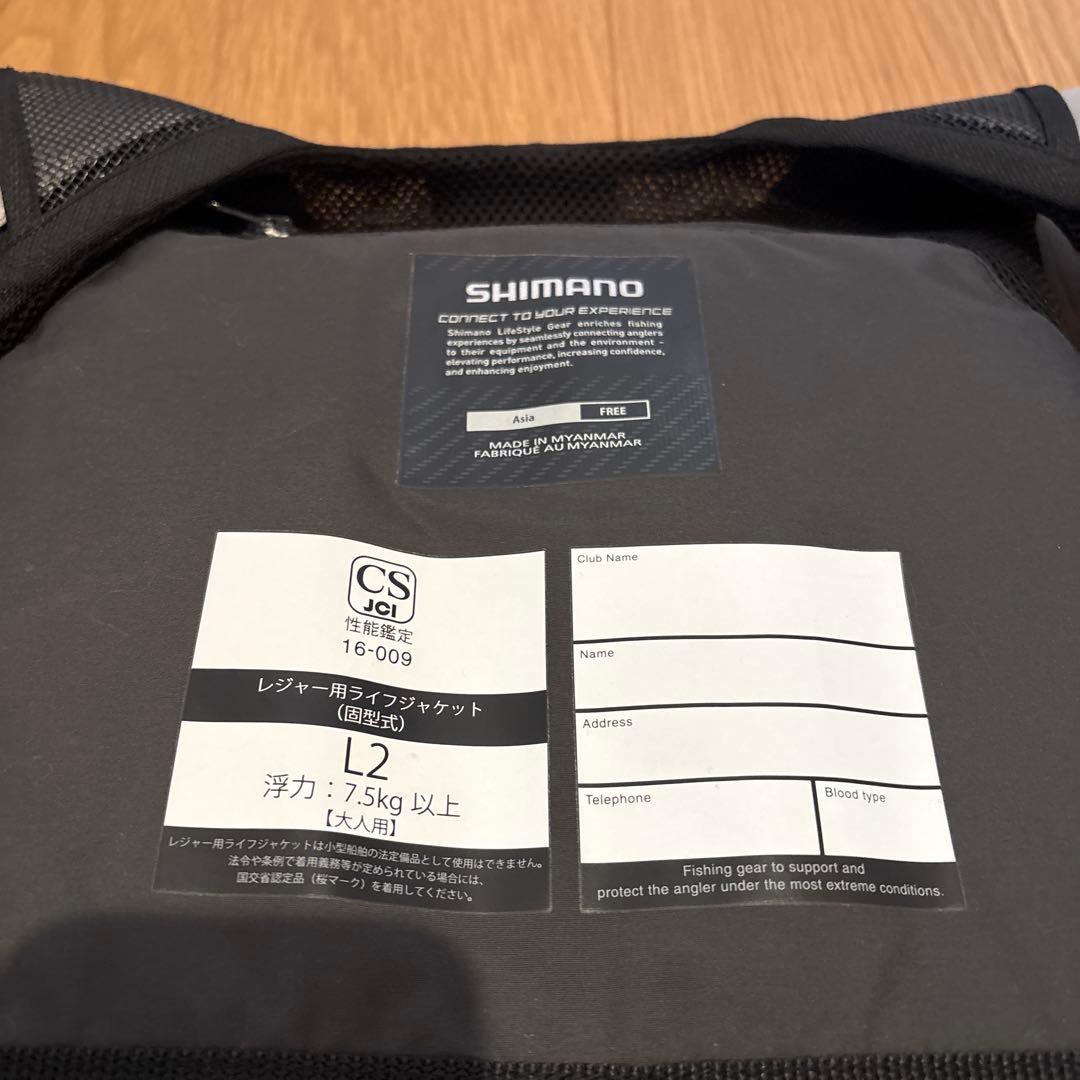 SHIMANO
CONNECT TO YOUR EXPERIENCE
Shimano LifeStyle Gear enriches fishing
experiences by seamlessly connecting anglers
to their equipment and the environment -
elevating performance, increasing confidence,
and enhancing enjoyment.
Asia FREE
MADE IN MYANMAR
FABRIQUÉ AU MYANMAR
CS
JCI
性能鑑定
16-009
レジャー用ライフジャケット
(固型式)
L2
浮力：7.5kg 以上
【大人用】
レジャー用ライフジャケットは小型船舶の法定備品として使用はできません。
法令や条例で着用義務等が定められている場合には、
国交省認定品（桜マーク）を着用してください。
Club Name
Name
Address
Telephone
Blood type
Fishing gear to support and
protect the angler under the most extreme conditions.